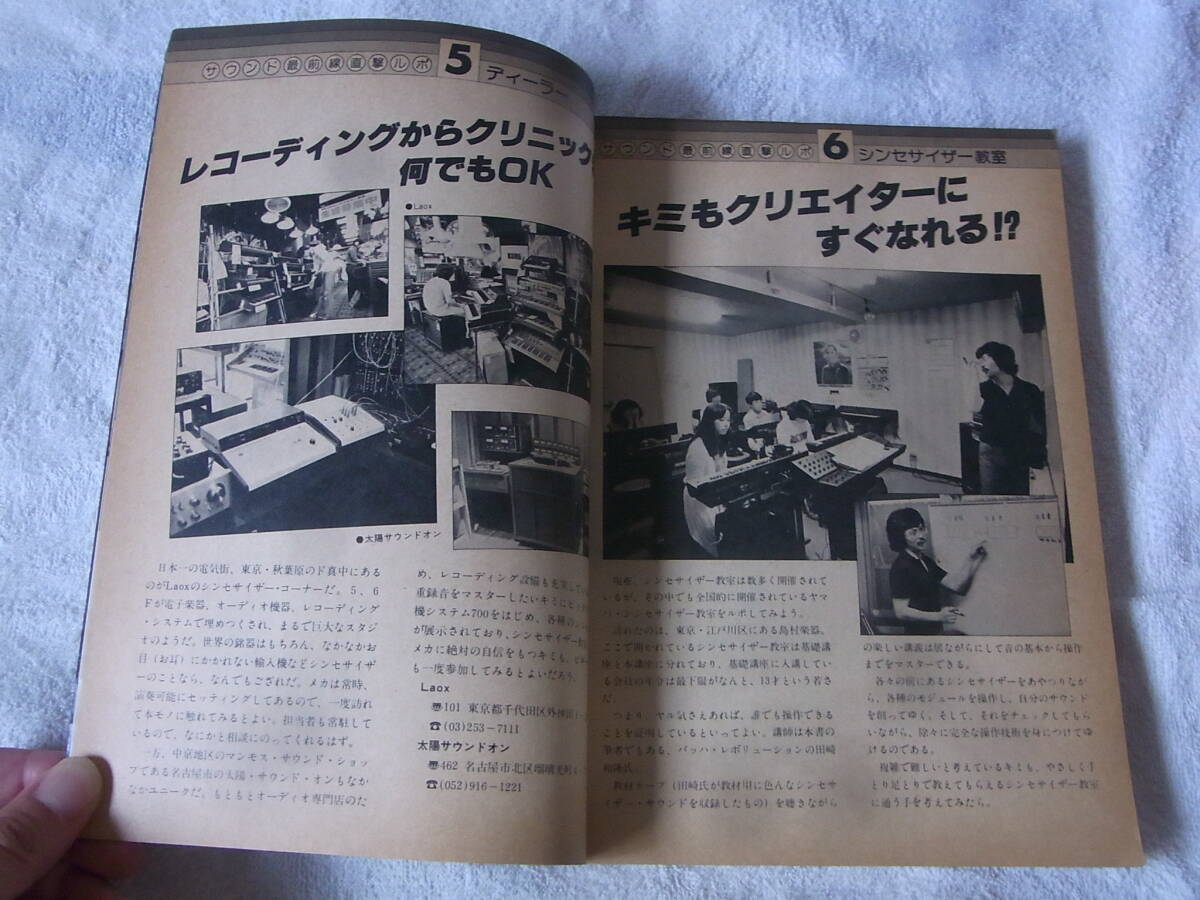 サウンド最前線直撃ルポ 5 ディーラー
レコーディングからクリニック
何でもOK
●Laox
●太陽サウンドオン
日本一の電気街、東京・秋葉原のド真中にある
のがLaoxのシンセサイザー・コーナーだ。5、6
Fが電子楽器、オーディオ機器、レコーディング
・システムで埋めつくされ、まるで巨大なスタジ
オのようだ。世界の銘器はもちろん、なかなかお
目(お耳)にかかれない輸入機などシンセサイザ
ーのことなら、なんでもござれだ。メカは常時、
演奏可能にセッティングしてあるので、一度訪れ
て本モノに触れてみるとよい。担当者も常駐して
いるので、なにかと相談にのってくれるはず。
一方、中京地区のマンモス・サウンド・ショッ
プである名古屋市の太陽・サウンド・オンもなか
なかユニークだ。もともとオーディオ専門店のた
め、レコーディング設備も充実してい
重録音をマスターしたいキミにピッ
機システム700をはじめ、各種のシン
が展示されており、シンセサイザー
メカに絶対の自信をもつキミも、
も一度参加してみるとよいだろう。
Laox
〠101 東京都千代田区外神田
☎(03)253-7111
太陽サウンドオン
〠462 名古屋市北区瑠璃光町
☎(052)916-1221
サウンド最前線直撃ルポ 6 シンセサイザー教室
キミもクリエイターに
すぐなれる!?
現在、シンセサイザー教室は数多く開催されて
いるが、その中でも全国的に開催されているヤマ
ハ・シンセサイザー教室をルポしてみよう。
訪れたのは、東京・江戸川区にある島村楽器。
ここで開かれているシンセサイザー教室は基礎講
座と本講座に分れており、基礎講座に入講してい
る会社の年令は最下限がなんと、13才という若さ
だ。
つまり、ヤル気さえあれば、誰でも操作できる
ことを証明しているといってよい。講師は本書の
筆者でもある、バッハ・レボリューションの田崎
和隆氏。
教材テープ(田崎氏が教材用に色んなシンセサ
イザー・サウンドを収録したもの)を聴きながら
の楽しい講義は居ながらにして音の基本から操作
までをマスターできる。
各々の前にあるシンセサイザーをあやつりなが
ら、各種のモジュールを操作し、自分のサウンド
を創ってゆく。そして、それをチェックしてもら
いながら、除々に完全な操作技術を身につけてゆ
けるのである。
複雑で難しいと考えているキミも、やさしく手
とり足とりで教えてもらえるシンセサイザー教室
に通う手を考えてみたら。